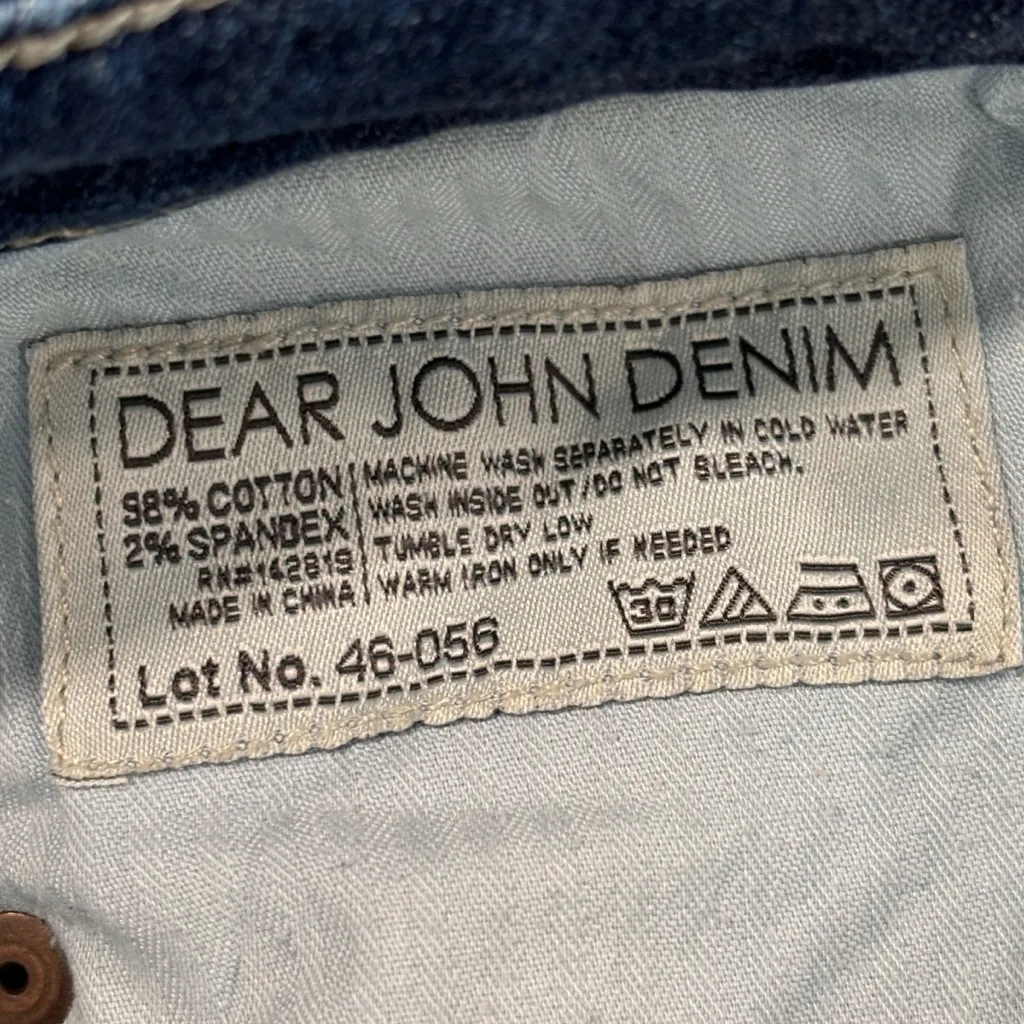 DEAR JOHN DENIM
98% COTTON
2% SPANDEX
RN#142819
MADE IN CHINA
MACHINE WASH SEPARATELY IN COLD WATER
WASH INSIDE OUT/DO NOT BLEACH.
TUMBLE DRY LOW
WARM IRON ONLY IF NEEDED
30
Lot No. 46-056